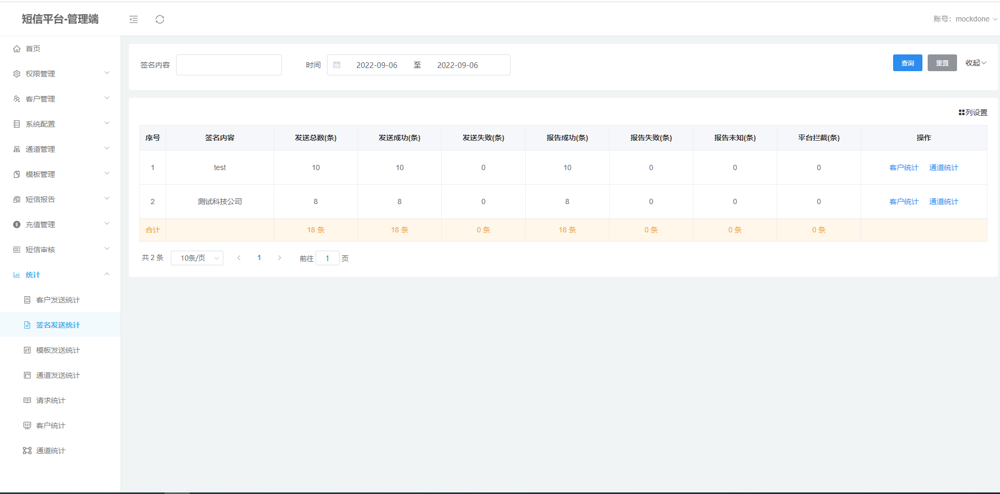 短信平台-管理端
账号：mockdone
首页
权限管理
客户管理
系统配置
通道管理
模板管理
短信报告
充值管理
短信审核
统计
客户发送统计
签名发送统计
模板发送统计
通道发送统计
请求统计
客户统计
通道统计
签名内容 时间 2022-09-06 至 2022-09-06 查询 重置 收起
列设置
序号 签名内容 发送总数(条) 发送成功(条) 发送失败(条) 报告成功(条) 报告失败(条) 报告未知(条) 平台拦截(条) 操作
1 test 10 10 0 10 0 0 0 客户统计 通道统计
2 测试科技公司 8 8 0 8 0 0 0 客户统计 通道统计
合计 18 条 18 条 0 条 18 条 0 条 0 条 0 条
共 2 条 10条/页 1 前往 1 页